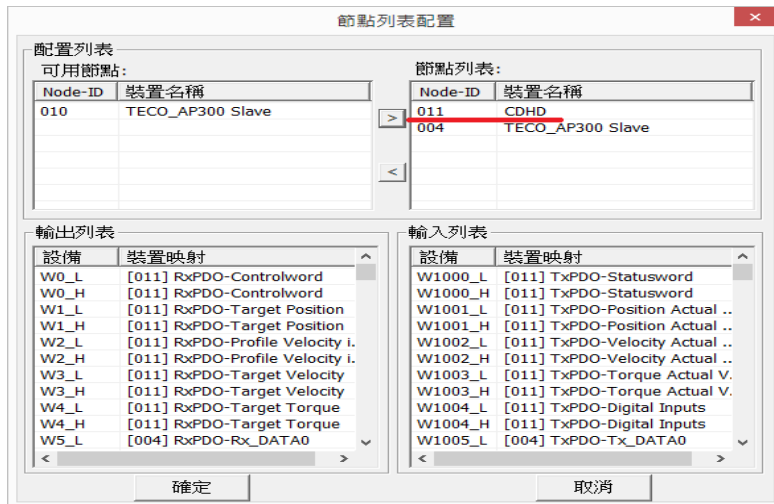 節點列表配置
配置列表
可用節點:
Node-ID 裝置名稱
010 TECO_AP300 Slave
>
<
節點列表:
Node-ID 裝置名稱
011 CDHD
004 TECO_AP300 Slave
輸出列表
設備 裝置映射
W0_L [011] RxPDO-Controlword
W0_H [011] RxPDO-Controlword
W1_L [011] RxPDO-Target Position
W1_H [011] RxPDO-Target Position
W2_L [011] RxPDO-Profile Velocity i.
W2_H [011] RxPDO-Profile Velocity i.
W3_L [011] RxPDO-Target Velocity
W3_H [011] RxPDO-Target Velocity
W4_L [011] RxPDO-Target Torque
W4_H [011] RxPDO-Target Torque
W5_L [004] RxPDO-Rx_DATA0
輸入列表
設備 裝置映射
W1000_L [011] TxPDO-Statusword
W1000_H [011] TxPDO-Statusword
W1001_L [011] TxPDO-Position Actual ..
W1001_H [011] TxPDO-Position Actual ..
W1002_L [011] TxPDO-Velocity Actual ..
W1002_H [011] TxPDO-Velocity Actual ..
W1003_L [011] TxPDO-Torque Actual V.
W1003_H [011] TxPDO-Torque Actual V.
W1004_L [011] TxPDO-Digital Inputs
W1004_H [011] TxPDO-Digital Inputs
W1005_L [004] TxPDO-Tx_DATA0
確定
取消